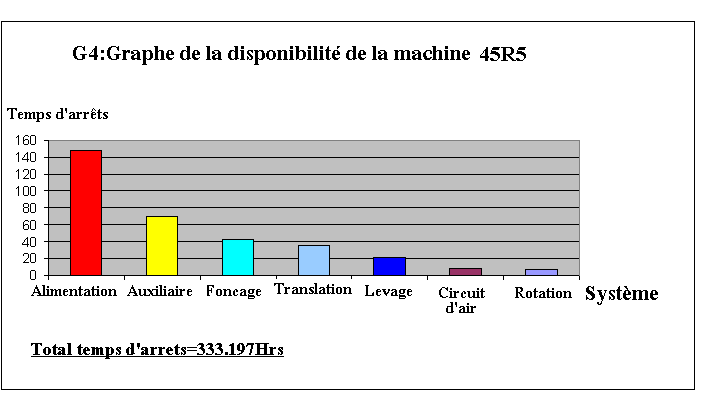 G4:Graphe de la disponibilité de la machine 45R5
Temps d'arrêts
160
140
120
100
80
60
40
20
0
Alimentation Auxiliaire Foncage Translation Levage Circuit d'air Rotation Système
Total temps d'arrets=333.197Hrs